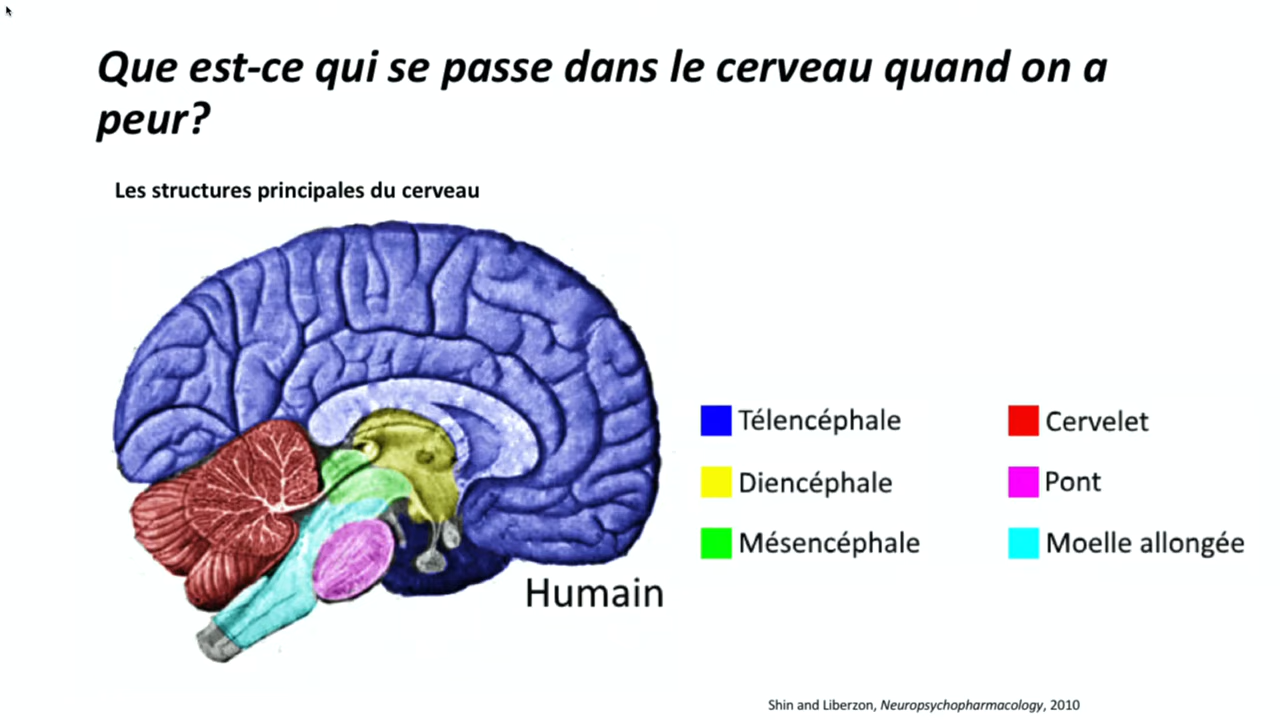 Que est-ce qui se passe dans le cerveau quand on a
peur?
Les structures principales du cerveau
Télencéphale
Cervelet
Diencéphale
Pont
Mésencéphale
Moelle allongée
Humain
Shin and Liberzon, Neuropsychopharmacology, 2010